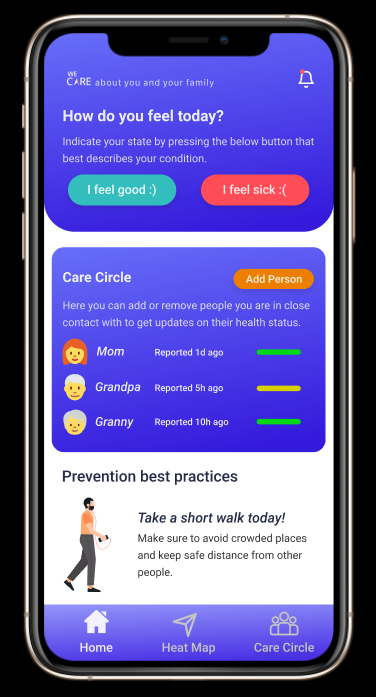 WE
CARE about you and your family
How do you feel today?
Indicate your state by pressing the below button that
best describes your condition.
I feel good :)
I feel sick :(
Care Circle
Add Person
Here you can add or remove people you are in close
contact with to get updates on their health status.
Mom Reported 1d ago
Grandpa Reported 5h ago
Granny Reported 10h ago
Prevention best practices
Take a short walk today!
Make sure to avoid crowded places
and keep safe distance from other
people.
Home
Heat Map
Care Circle